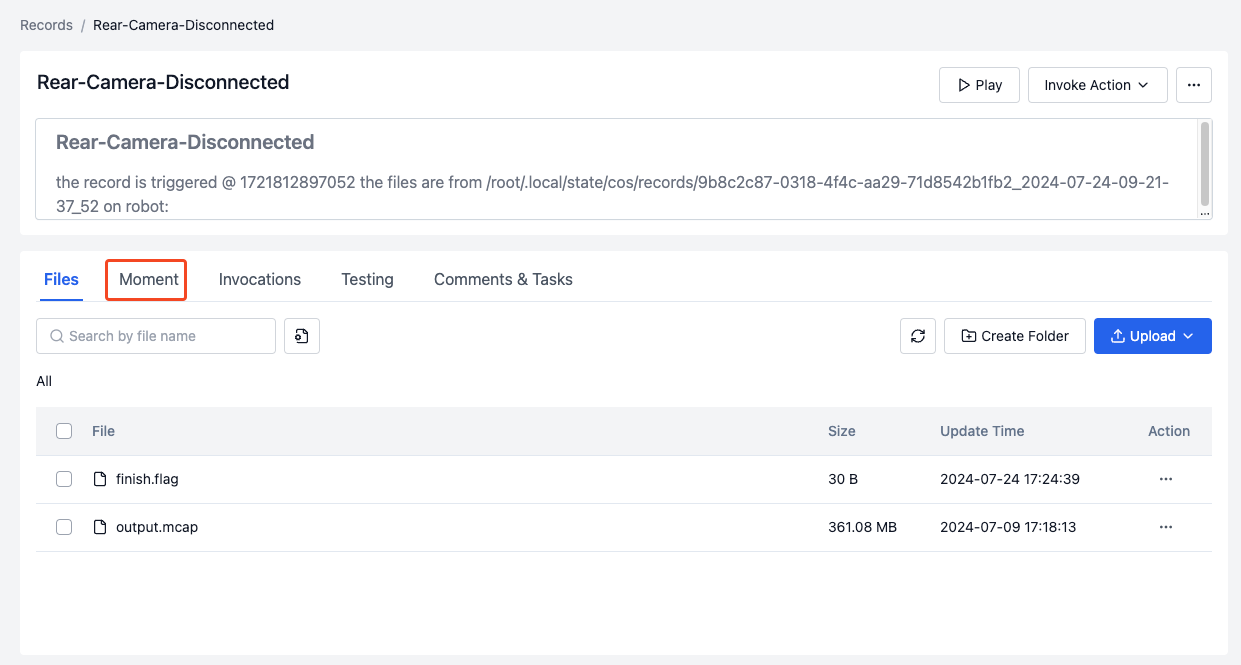 Records / Rear-Camera-Disconnected
Rear-Camera-Disconnected
Play
Invoke Action
Rear-Camera-Disconnected
the record is triggered @ 1721812897052 the files are from /root/.local/state/cos/records/9b8c2c87-0318-4f4c-aa29-71d8542b1fb2_2024-07-24-09-21-
37_52 on robot:
Files Moment Invocations Testing Comments & Tasks
Search by file name
Create Folder
Upload
All
File Size Update Time Action
finish.flag 30 B 2024-07-24 17:24:39
output.mcap 361.08 MB 2024-07-09 17:18:13